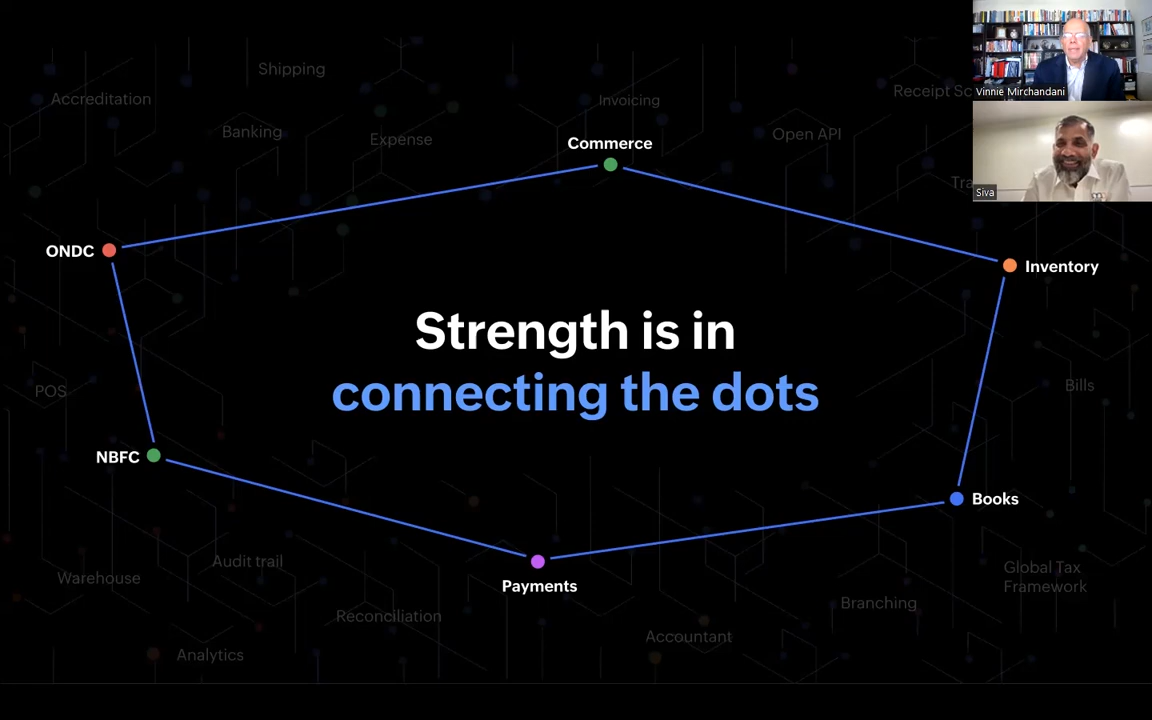 Shipping
Accreditation
Banking
Expense
Invoicing
Open API
Receipt Sc
Vinnie Mirchandani
Commerce
Tra
Siva
ONDC
Inventory
Strength is in
connecting the dots
POS
Bills
NBFC
Books
Payments
Audit trail
Warehouse
Global Tax
Framework
Branching
Reconciliation
Accountant
Analytics